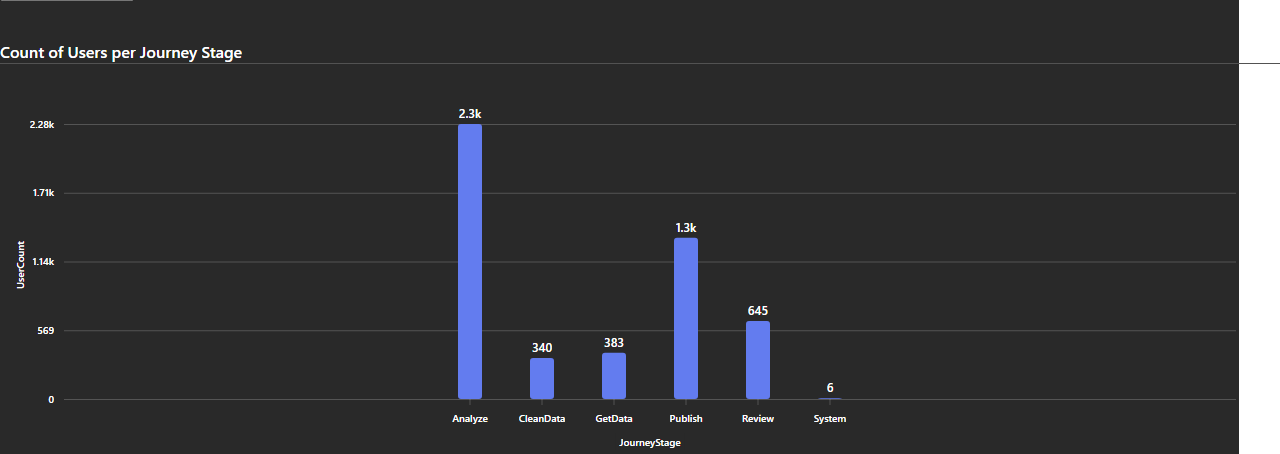 Count of Users per Journey Stage
2.3k
2.28k
1.71k
1.3k
UserCount
1.14k
645
569
340
383
6
0
Analyze
CleanData
GetData
Publish
Review
System
JourneyStage